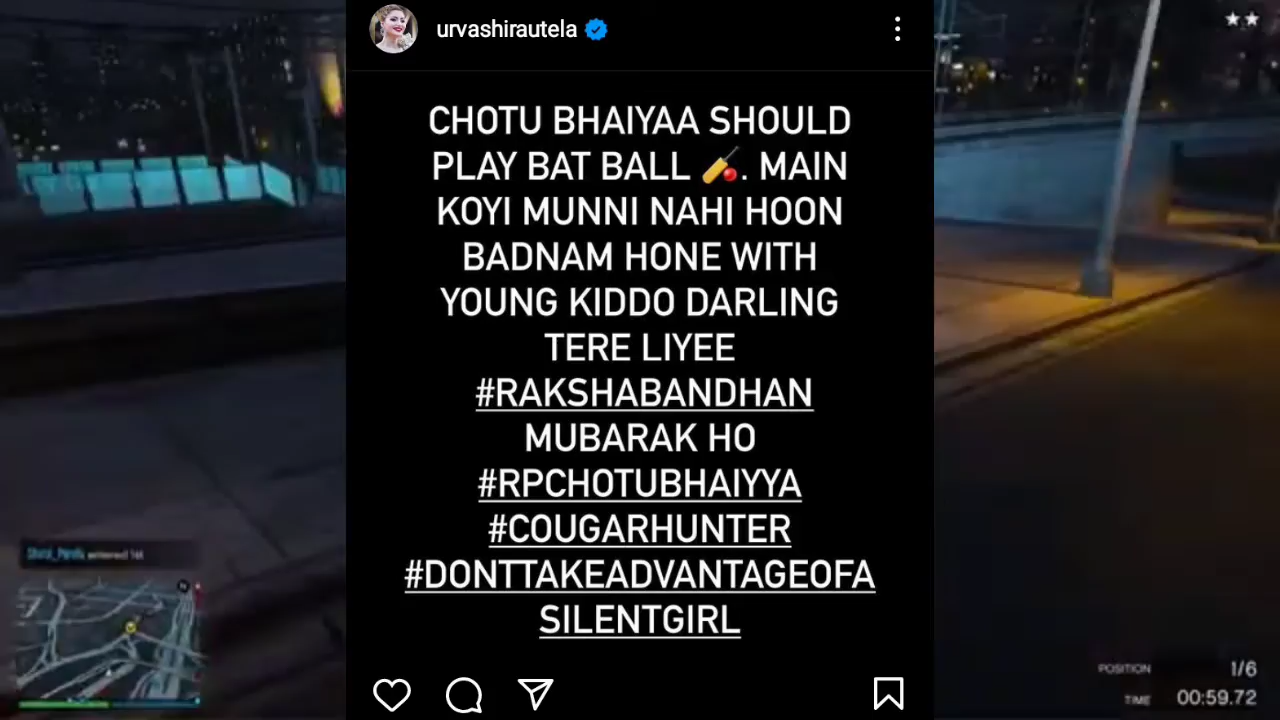 urvashirautela
CHOTU BHAIYAA SHOULD
PLAY BAT BALL 🏏. MAIN
KOYI MUNNI NAHI HOON
BADNAM HONE WITH
YOUNG KIDDO DARLING
TERE LIYEE
#RAKSHABANDHAN
MUBARAK HO
#RPCHOTUBHAIYYA
#COUGARHUNTER
#DONTTAKEADVANTAGEOFA
SILENTGIRL
POSITION 1/6
TIME 00:59.72